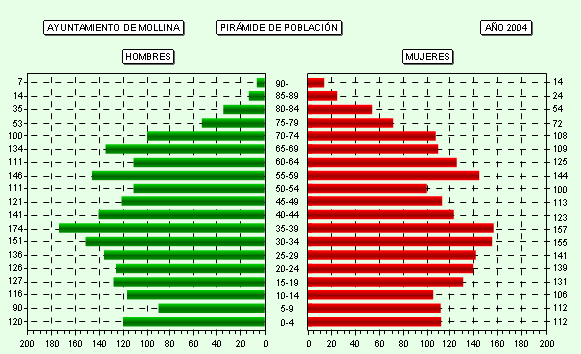 AYUNTAMIENTO DE MOLLINA PIRÁMIDE DE POBLACIÓN AÑO 2004
HOMBRES MUJERES
7 90- 14
14 85-89 24
35 80-84 54
53 75-79 72
100 70-74 108
134 65-69 109
111 60-64 125
146 55-59 144
111 50-54 100
121 45-49 113
141 40-44 123
174 35-39 157
151 30-34 155
136 25-29 141
126 20-24 139
127 15-19 131
116 10-14 106
90 5-9 112
120 0-4 112
200 180 160 140 120 100 80 60 40 20 0 0 20 40 60 80 100 120 140 160 180 200